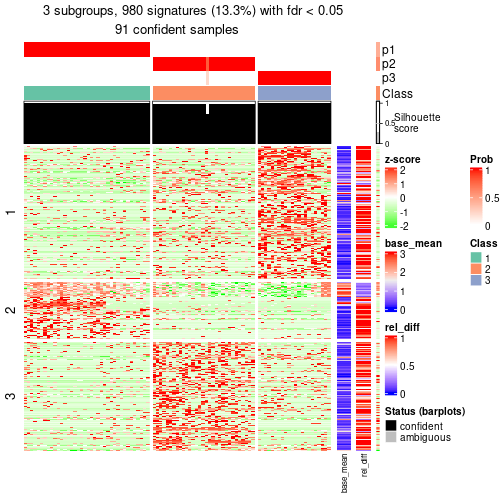 3 subgroups, 980 signatures (13.3%) with fdr < 0.05
91 confident samples
p1
p2
p3
Class
1
0.5
0
Silhouette
score
1
2
3
base_mean
rel_diff
z-score
2
1
0
-1
-2
base_mean
3
2
1
0
rel_diff
1
0.5
0
Status (barplots)
confident
ambiguous
Prob
1
0.5
0
Class
1
2
3